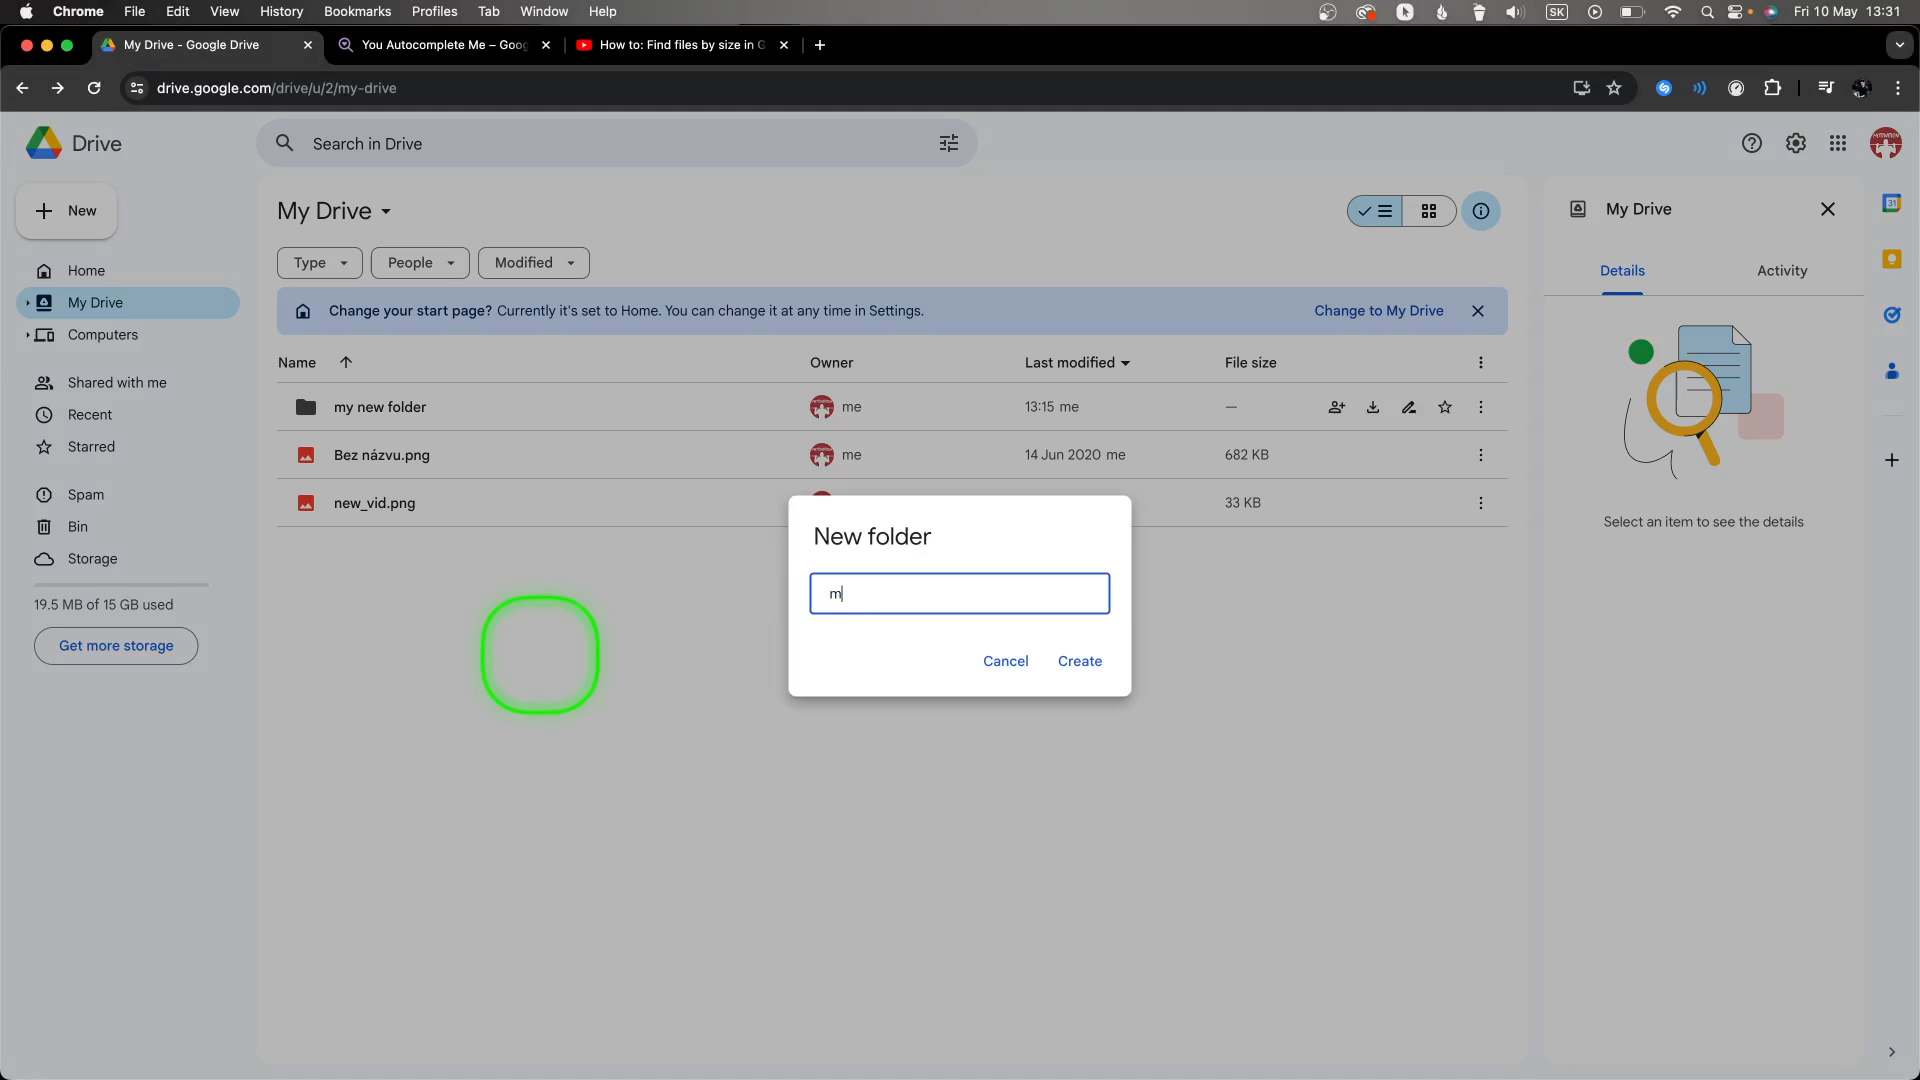 Chrome File Edit View History Bookmarks Profiles Tab Window Help SK Fri 10 May 13:31
My Drive - Google Drive You Autocomplete Me – Goog How to: Find files by size in G
drive.google.com/drive/u/2/my-drive
Drive Search in Drive
New
My Drive
My Drive
Details Activity
Type People Modified
Home
My Drive
Computers
Shared with me
Recent
Starred
Spam
Bin
Storage
19.5 MB of 15 GB used
Get more storage
Change your start page? Currently it's set to Home. You can change it at any time in Settings. Change to My Drive
Name Owner Last modified File size
my new folder me 13:15 me —
Bez názvu.png me 14 Jun 2020 me 682 KB
new_vid.png 33 KB
New folder
m
Cancel Create
Select an item to see the details
31